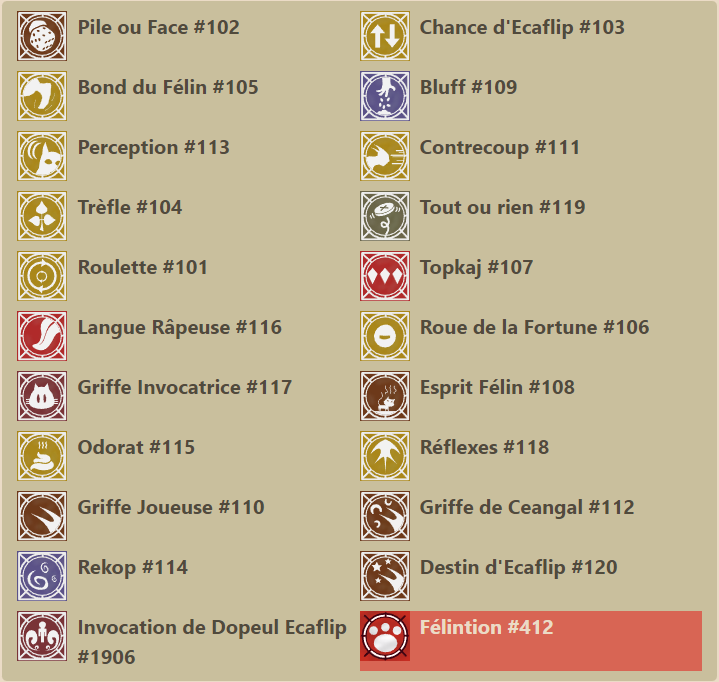 Pile ou Face #102
Chance d'Ecaflip #103
Bond du Félin #105
Bluff #109
Perception #113
Contrecoup #111
Trèfle #104
Tout ou rien #119
Roulette #101
Topkaj #107
Langue Râpeuse #116
Roue de la Fortune #106
Griffe Invocatrice #117
Esprit Félin #108
Odorat #115
Réflexes #118
Griffe Joueuse #110
Griffe de Ceangal #112
Rekop #114
Destin d'Ecaflip #120
Invocation de Dopeul Ecaflip
#1906
Félintion #412